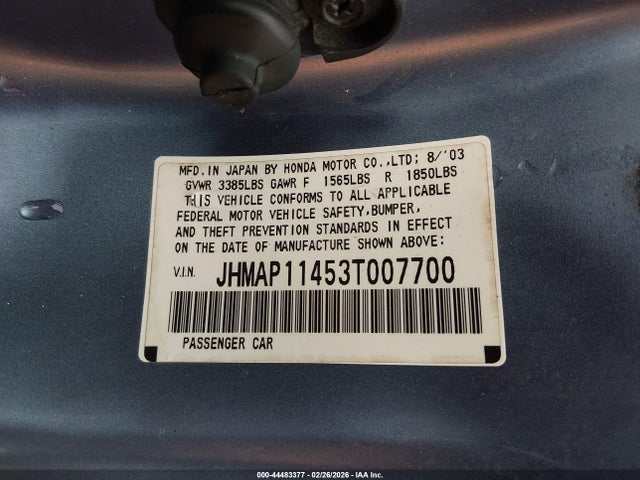 MFD.IN JAPAN BY HONDA MOTOR CO.,LTD; 8/'03
GVWR 3385LBS GAWR F 1565LBS R 1850LBS
THIS VEHICLE CONFORMS TO ALL APPLICABLE
FEDERAL MOTOR VEHICLE SAFETY,BUMPER,
AND THEFT PREVENTION STANDARDS IN EFFECT
ON THE DATE OF MANUFACTURE SHOWN ABOVE:
V.I.N. JHMAP11453T007700
PASSENGER CAR
000-44483377 - 02/26/2026 - IAA Inc.